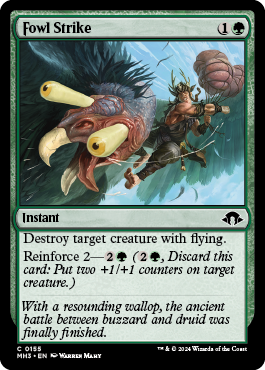 Fowl Strike 1
Instant
Destroy target creature with flying.
Reinforce 2—2 (2, Discard this
card: Put two +1/+1 counters on target
creature.)
With a resounding wallop, the ancient
battle between buzzard and druid was
finally finished.
C 0155
MH3 • EN Warren Mahy
™ & © 2024 Wizards of the Coast